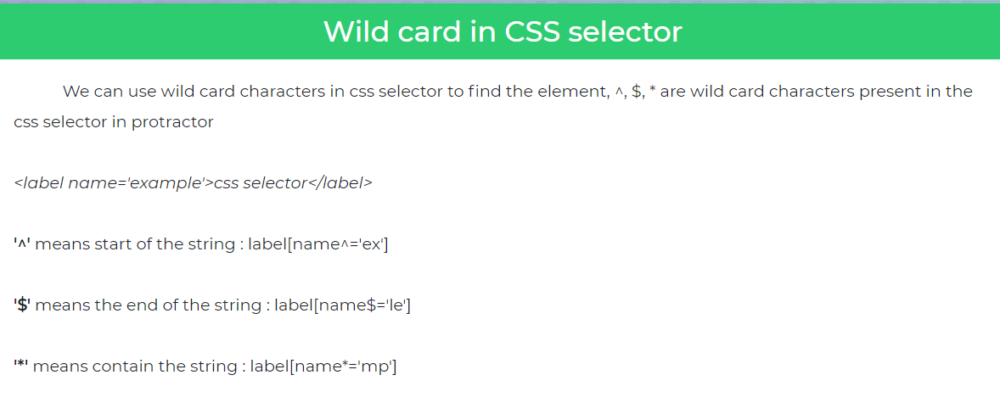 Wild card in CSS selector
We can use wild card characters in css selector to find the element, ^, $, * are wild card characters present in the
css selector in protractor
<label name='example'>css selector</label>
'^' means start of the string : label[name^='ex']
'$' means the end of the string : label[name$='le']
'*' means contain the string : label[name*='mp']